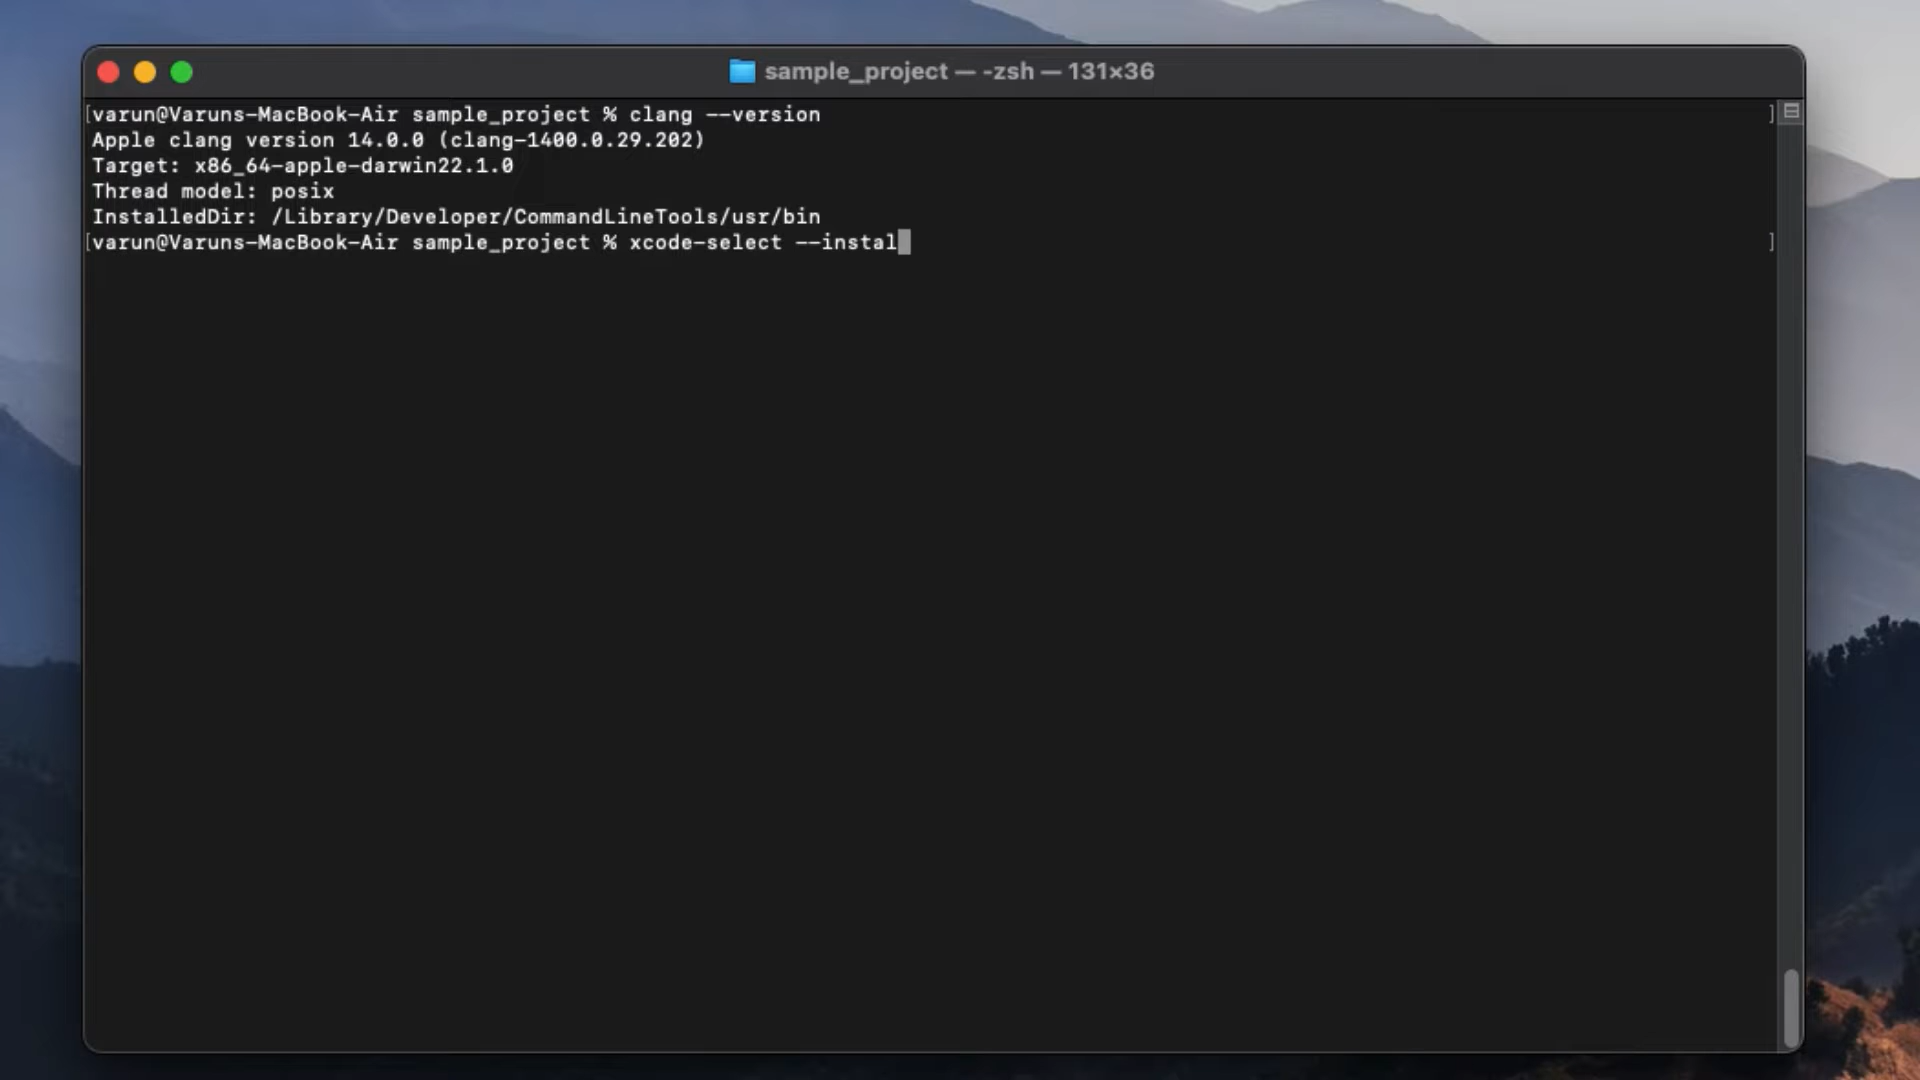 sample_project — -zsh — 131×36
[varun@Varuns-MacBook-Air sample_project % clang --version ]
Apple clang version 14.0.0 (clang-1400.0.29.202)
Target: x86_64-apple-darwin22.1.0
Thread model: posix
InstalledDir: /Library/Developer/CommandLineTools/usr/bin
[varun@Varuns-MacBook-Air sample_project % xcode-select --instal ]